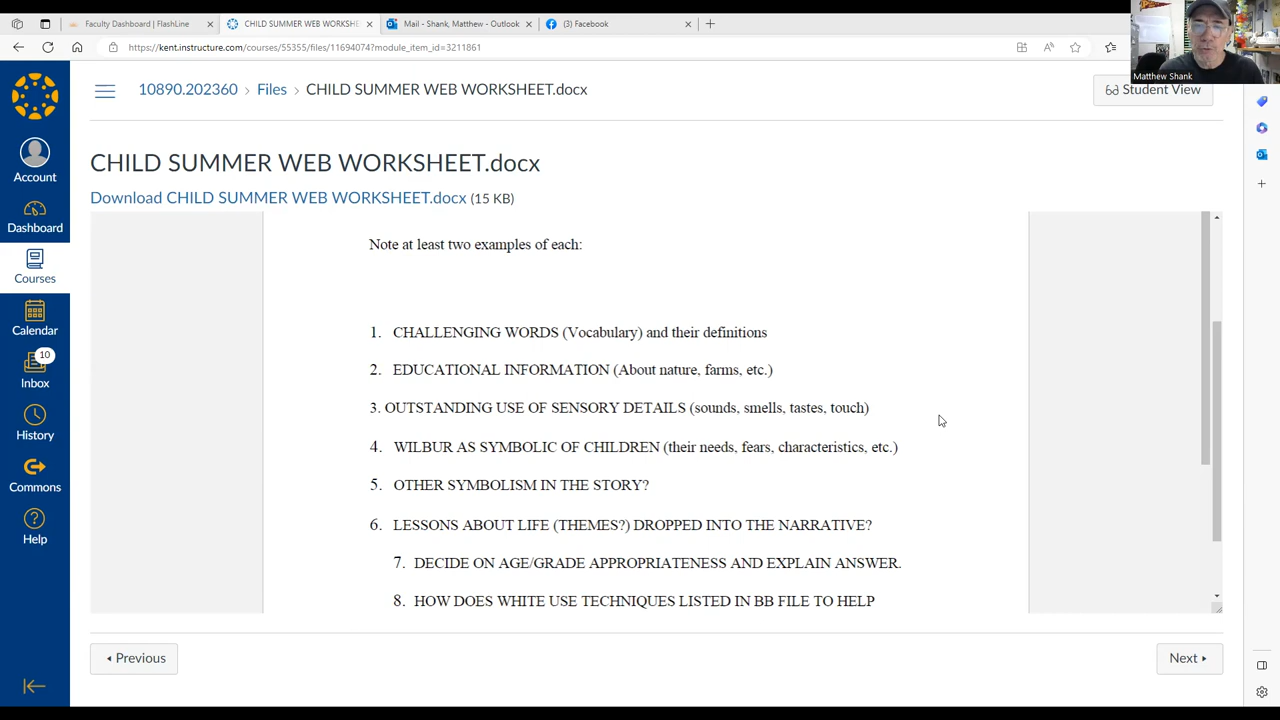 Faculty Dashboard | FlashLine
CHILD SUMMER WEB WORKSHE
Mail - Shank, Matthew - Outlook
(3) Facebook
https://kent.instructure.com/courses/55355/files/11694074?module_item_id=3211861
Matthew Shank
10890.202360 › Files › CHILD SUMMER WEB WORKSHEET.docx
Student View
Account
Dashboard
Courses
Calendar
10
Inbox
History
Commons
Help
CHILD SUMMER WEB WORKSHEET.docx
Download CHILD SUMMER WEB WORKSHEET.docx (15 KB)
Note at least two examples of each:
1. CHALLENGING WORDS (Vocabulary) and their definitions
2. EDUCATIONAL INFORMATION (About nature, farms, etc.)
3. OUTSTANDING USE OF SENSORY DETAILS (sounds, smells, tastes, touch)
4. WILBUR AS SYMBOLIC OF CHILDREN (their needs, fears, characteristics, etc.)
5. OTHER SYMBOLISM IN THE STORY?
6. LESSONS ABOUT LIFE (THEMES?) DROPPED INTO THE NARRATIVE?
7. DECIDE ON AGE/GRADE APPROPRIATENESS AND EXPLAIN ANSWER.
8. HOW DOES WHITE USE TECHNIQUES LISTED IN BB FILE TO HELP
Previous
Next